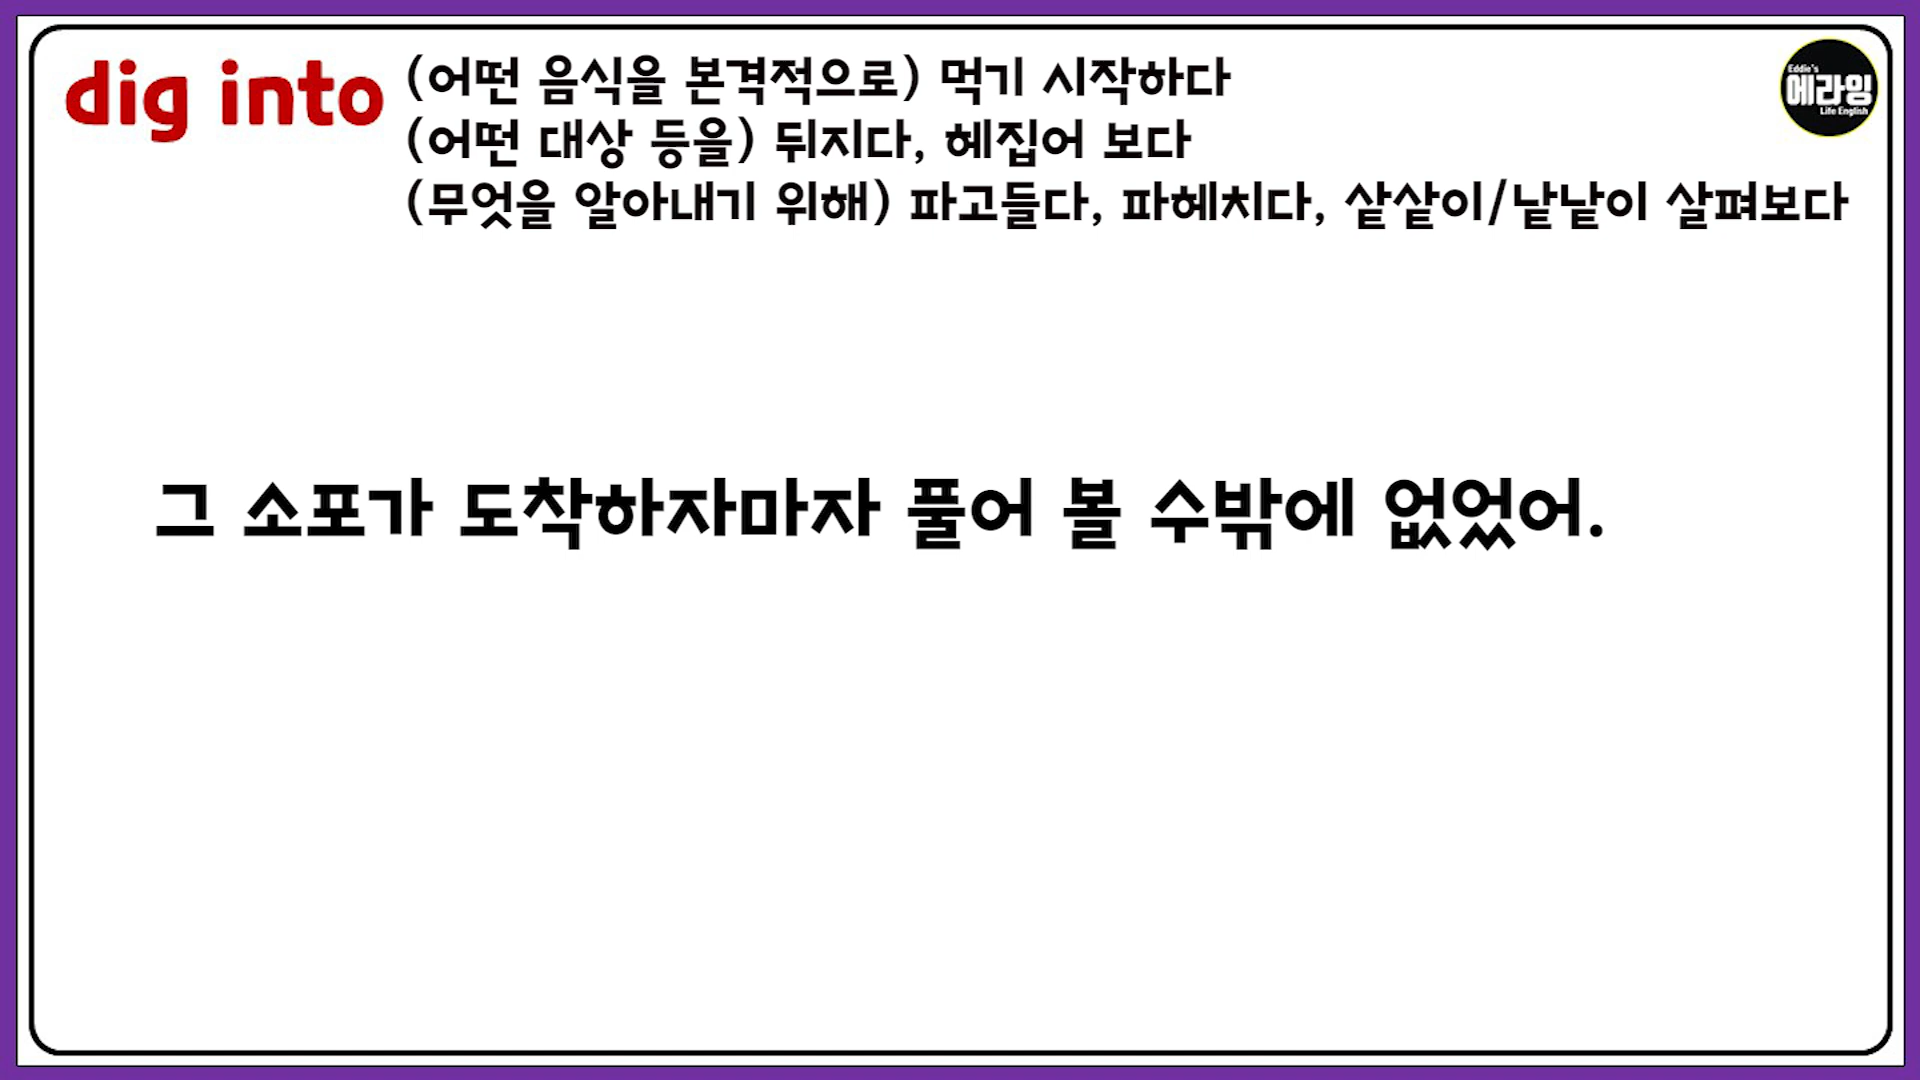 dig into
(어떤 음식을 본격적으로) 먹기 시작하다
(어떤 대상 등을) 뒤지다, 헤집어 보다
(무엇을 알아내기 위해) 파고들다, 파헤치다, 샅샅이/낱낱이 살펴보다
Eddie's
에라잉
Life English
그 소포가 도착하자마자 풀어 볼 수밖에 없었어.